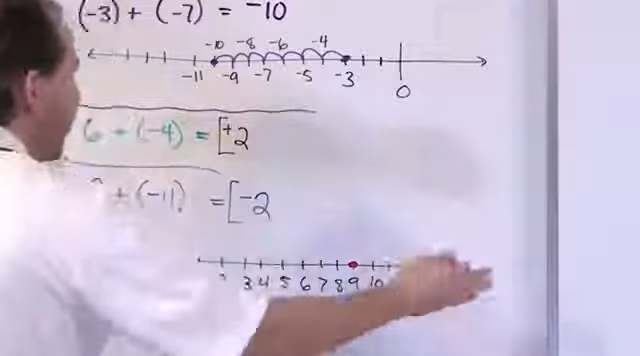 (-3) + (-7) = -10
-10 -8 -6 -4
-11 -9 -7 -5 -3 0
6 + (-4) = [+2
+ (-11) = [-2
3 4 5 6 7 8 9 10